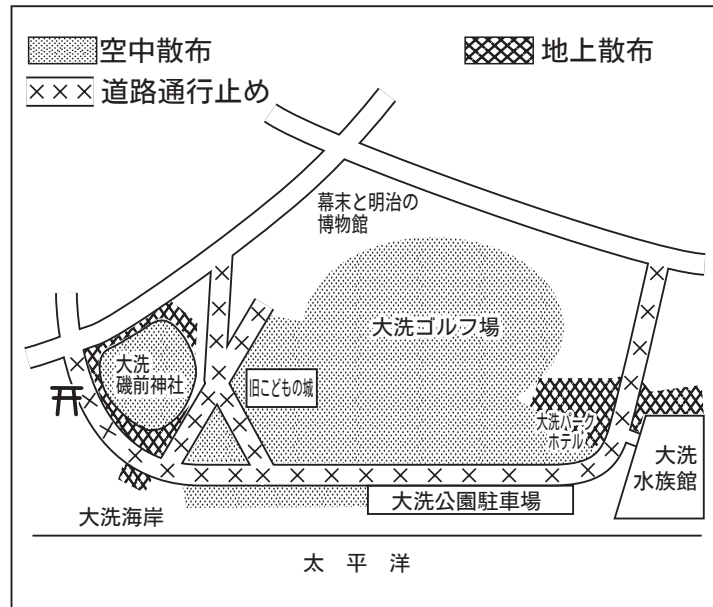 空中散布
地上散布
道路通行止め
幕末と明治の
博物館
大洗ゴルフ場
大洗
磯前神社
旧こどもの城
大洗パーク
ホテル
大洗
水族館
大洗公園駐車場
大洗海岸
太平洋